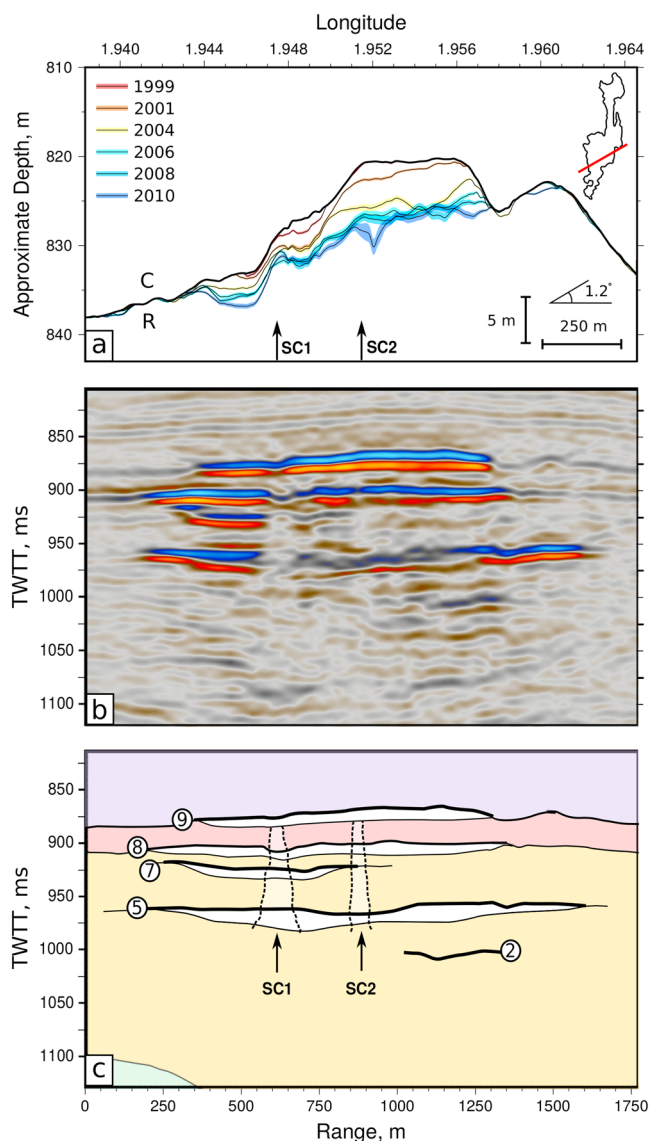 Longitude
1.940 1.944 1.948 1.952 1.956 1.960 1.964
Approximate Depth, m
810
820
830
840
1999
2001
2004
2006
2008
2010
C
R
1.2°
5 m
250 m
SC1
SC2
a
TWTT, ms
850
900
950
1000
1050
1100
b
TWTT, ms
850
900
950
1000
1050
1100
9
8
7
5
2
SC1
SC2
c
0 250 500 750 1000 1250 1500 1750
Range, m